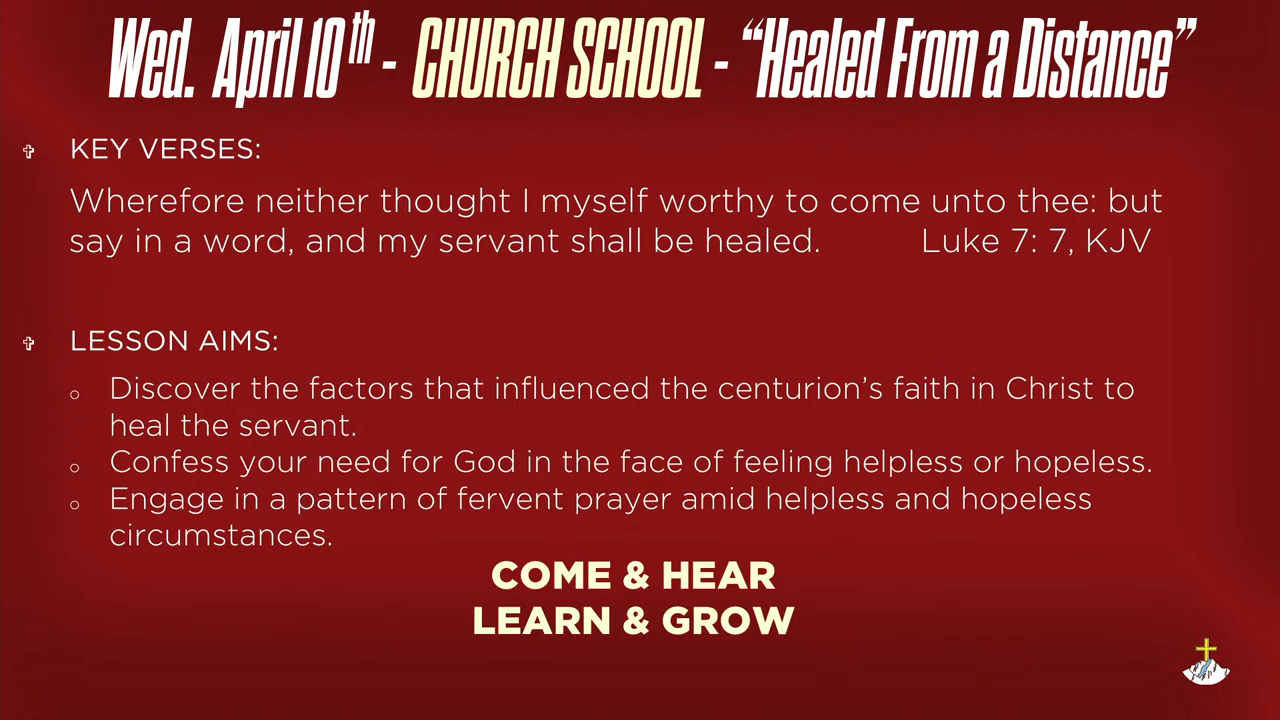 Wed. April 10th - CHURCH SCHOOL - “Healed From a Distance”
KEY VERSES:
Wherefore neither thought I myself worthy to come unto thee: but
say in a word, and my servant shall be healed. Luke 7: 7, KJV
LESSON AIMS:
Discover the factors that influenced the centurion’s faith in Christ to
heal the servant.
Confess your need for God in the face of feeling helpless or hopeless.
Engage in a pattern of fervent prayer amid helpless and hopeless
circumstances.
COME & HEAR
LEARN & GROW